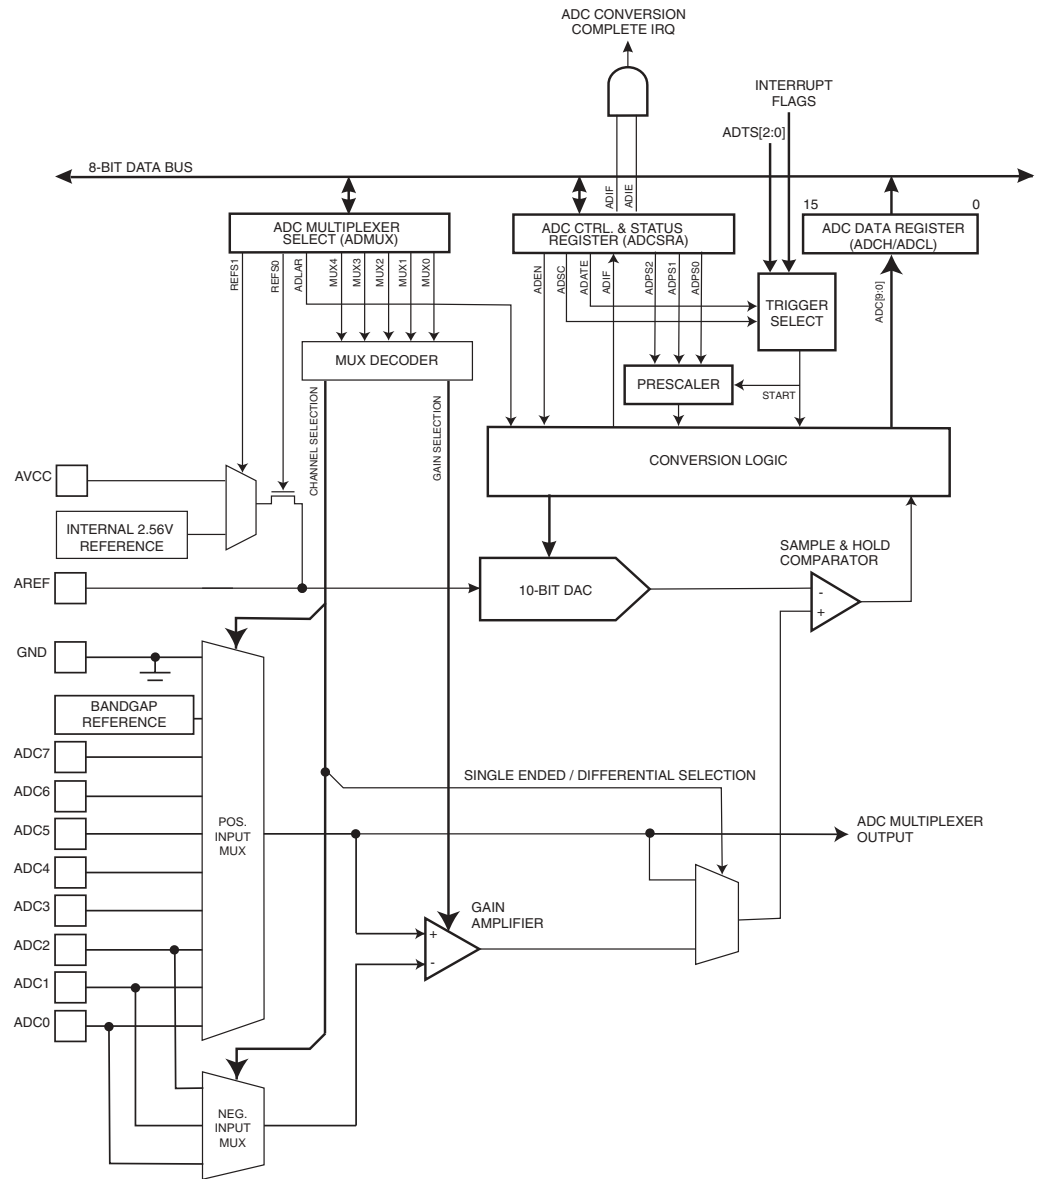 ADC CONVERSION
COMPLETE IRQ
INTERRUPT
FLAGS
ADTS[2:0]
8-BIT DATA BUS
ADIF
ADIE
15
0
ADC MULTIPLEXER
SELECT (ADMUX)
ADC CTRL. & STATUS
REGISTER (ADCSRA)
ADC DATA REGISTER
(ADCH/ADCL)
REFS1
REFS0
ADLAR
MUX4
MUX3
MUX2
MUX1
MUX0
ADEN
ADSC
ADATE
ADIF
ADPS2
ADPS1
ADPS0
ADC[9:0]
TRIGGER
SELECT
MUX DECODER
PRESCALER
START
CHANNEL SELECTION
GAIN SELECTION
CONVERSION LOGIC
AVCC
INTERNAL 2.56V
REFERENCE
SAMPLE & HOLD
COMPARATOR
AREF
10-BIT DAC
-
+
GND
BANDGAP
REFERENCE
ADC7
SINGLE ENDED / DIFFERENTIAL SELECTION
ADC6
ADC5
POS.
INPUT
MUX
ADC MULTIPLEXER
OUTPUT
ADC4
ADC3
GAIN
AMPLIFIER
+
-
ADC2
ADC1
ADC0
NEG.
INPUT
MUX